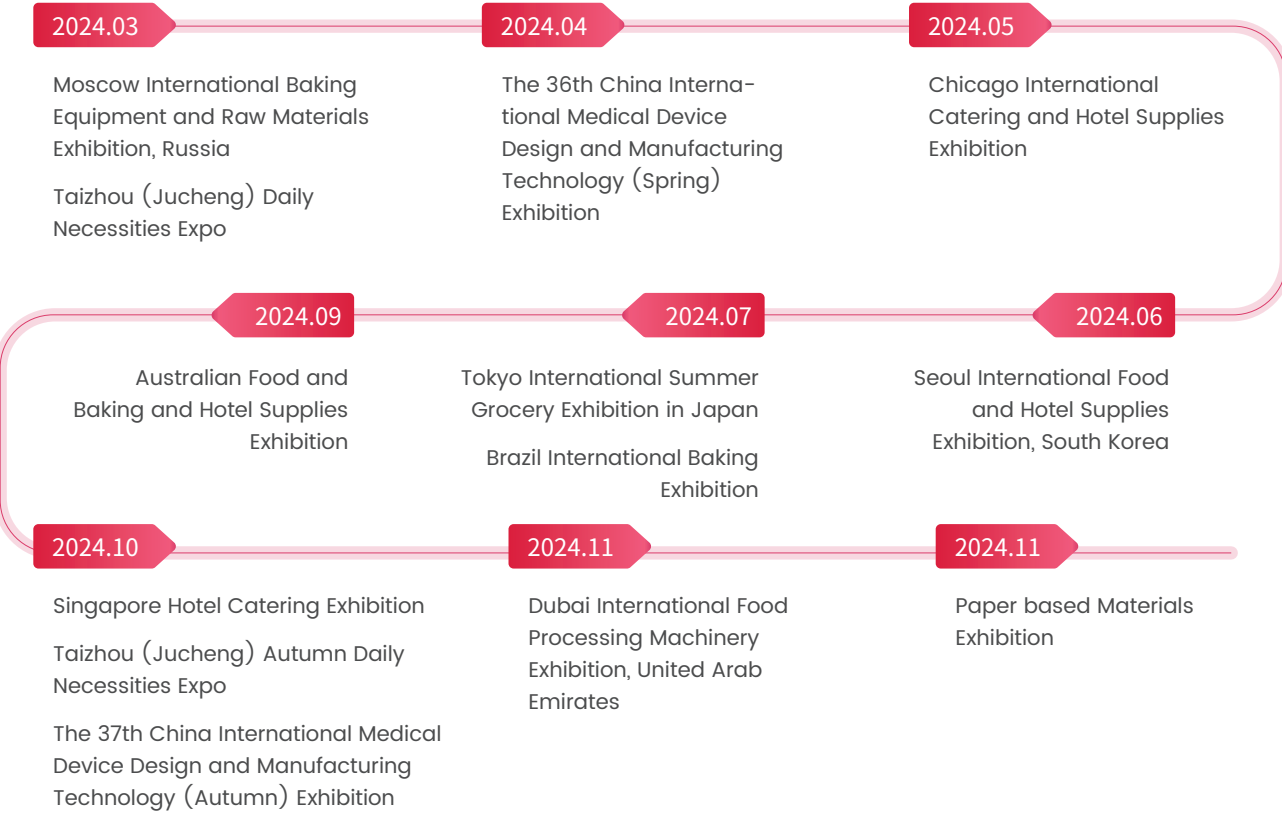 2024.03
Moscow International Baking
Equipment and Raw Materials
Exhibition, Russia
Taizhou (Jucheng) Daily
Necessities Expo
2024.04
The 36th China Interna-
tional Medical Device
Design and Manufacturing
Technology (Spring)
Exhibition
2024.05
Chicago International
Catering and Hotel Supplies
Exhibition
2024.06
Seoul International Food
and Hotel Supplies
Exhibition, South Korea
2024.07
Tokyo International Summer
Grocery Exhibition in Japan
Brazil International Baking
Exhibition
2024.09
Australian Food and
Baking and Hotel Supplies
Exhibition
2024.10
Singapore Hotel Catering Exhibition
Taizhou (Jucheng) Autumn Daily
Necessities Expo
The 37th China International Medical
Device Design and Manufacturing
Technology (Autumn) Exhibition
2024.11
Dubai International Food
Processing Machinery
Exhibition, United Arab
Emirates
2024.11
Paper based Materials
Exhibition